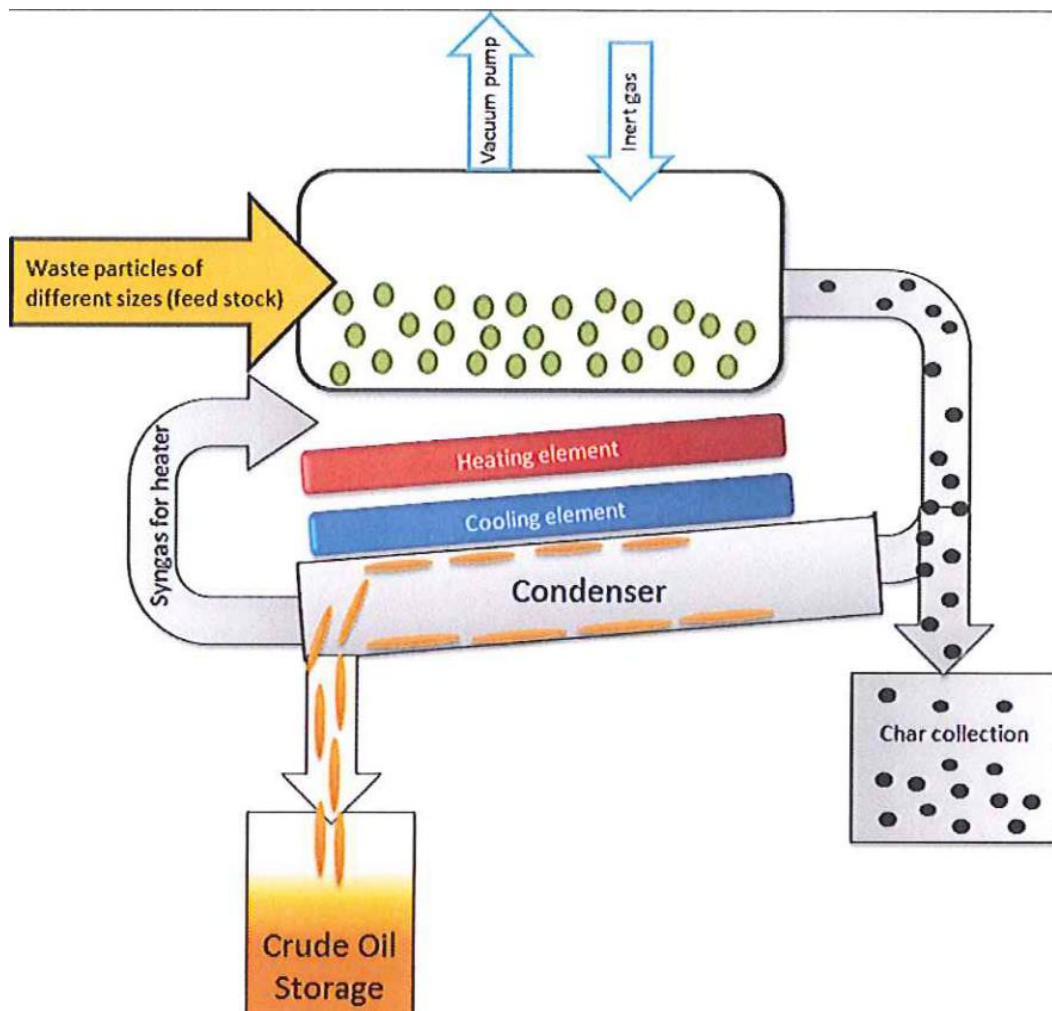 Vacuum pump
Inert gas
Waste particles of
different sizes (feed stock)
Heating element
Syngas for heater
Cooling element
Condenser
Char collection
Crude Oil
Storage